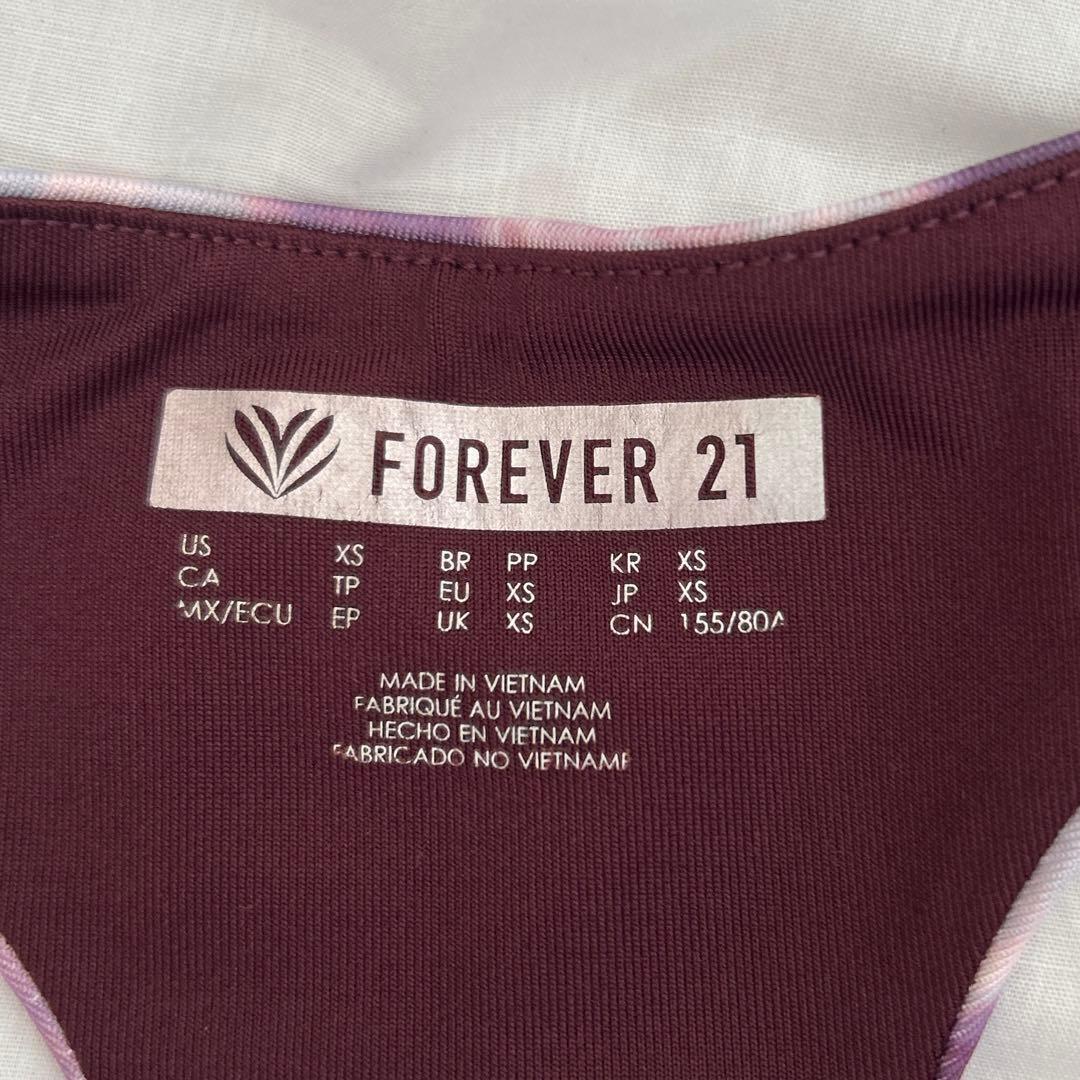 FOREVER 21
US XS BR PP KR XS
CA TP EU XS JP XS
MX/ECU EP UK XS CN 155/80A
MADE IN VIETNAM
FABRIQUÉ AU VIETNAM
HECHO EN VIETNAM
FABRICADO NO VIETNAME